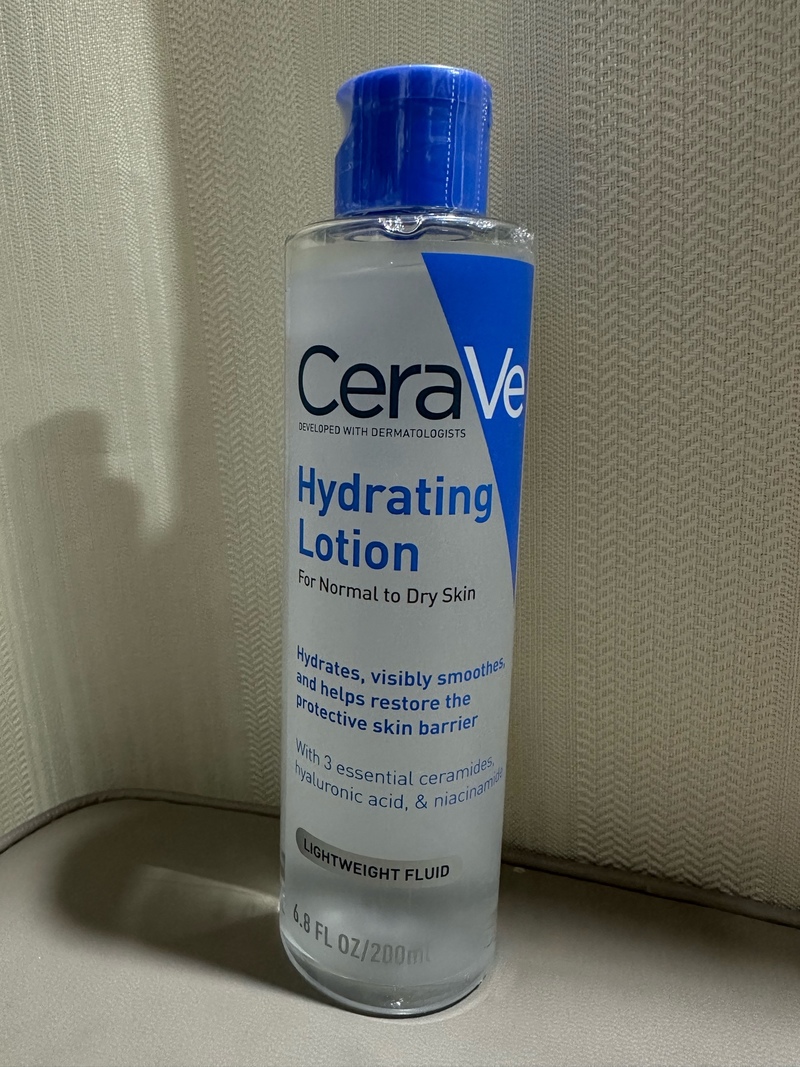 CeraVe
DEVELOPED WITH DERMATOLOGISTS
Hydrating
Lotion
For Normal to Dry Skin
Hydrates, visibly smoothes,
and helps restore the
protective skin barrier
With 3 essential ceramides,
hyaluronic acid, & niacinamide
LIGHTWEIGHT FLUID
6.8 FL OZ/200ml